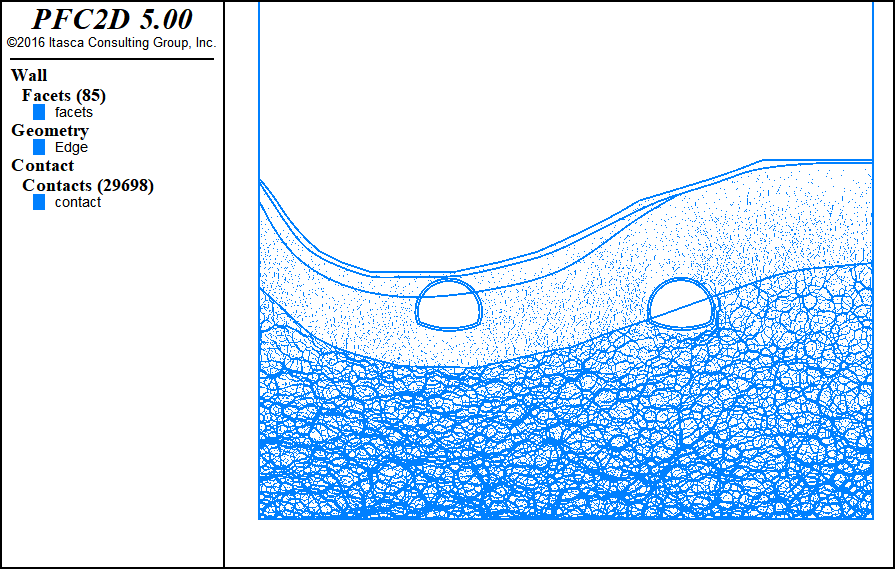 PFC2D 5.00
©2016 Itasca Consulting Group, Inc.
Wall
Facets (85)
facets
Geometry
Edge
Contact
Contacts (29698)
contact